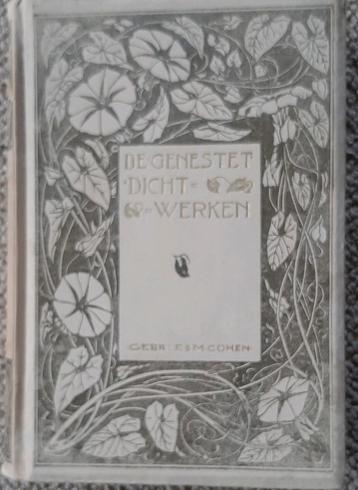 DE GENESTET
DICHT=
=WERKEN
GEBR. E & M COHEN